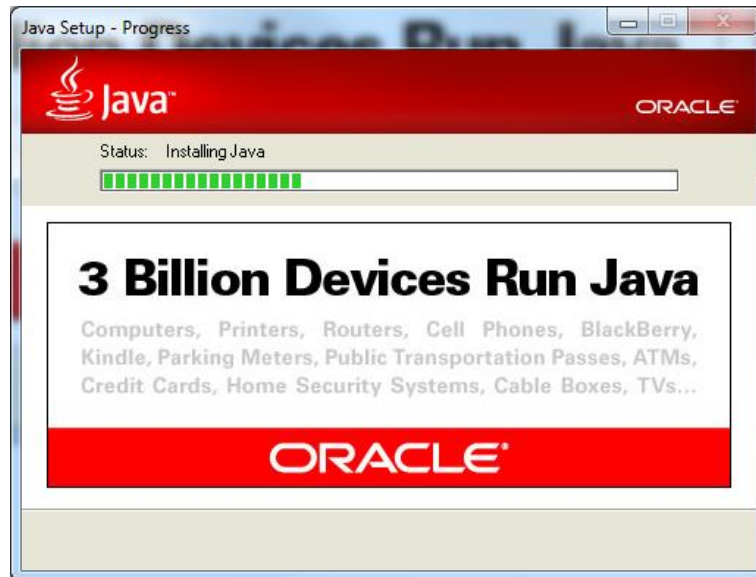 Java Setup - Progress
Java™
ORACLE®
Status: Installing Java
3 Billion Devices Run Java
Computers, Printers, Routers, Cell Phones, BlackBerry,
Kindle, Parking Meters, Public Transportation Passes, ATMs,
Credit Cards, Home Security Systems, Cable Boxes, TVs...
ORACLE®